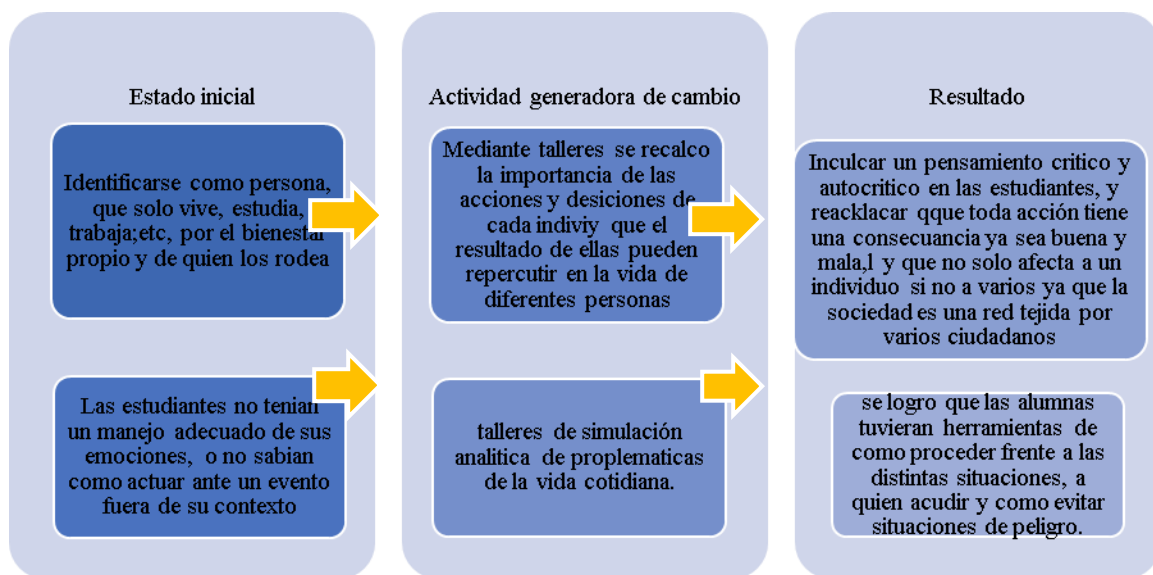 Estado inicial
Identificarse como persona,
que solo vive, estudia,
trabaja;etc, por el bienestar
propio y de quien los rodea
Las estudiantes no tenian
un manejo adecuado de sus
emociones, o no sabian
como actuar ante un evento
fuera de su contexto
Actividad generadora de cambio
Mediante talleres se recalco
la importancia de las
acciones y desiciones de
cada indiviy que el
resultado de ellas pueden
repercutir en la vida de
diferentes personas
talleres de simulación
analitica de proplematicas
de la vida cotidiana.
Resultado
Inculcar un pensamiento critico y
autocritico en las estudiantes, y
reacklacar qque toda acción tiene
una consecuancia ya sea buena y
mala,l y que no solo afecta a un
individuo si no a varios ya que la
sociedad es una red tejida por
varios ciudadanos
se logro que las alumnas
tuvieran herramientas de
como proceder frente a las
distintas situaciones, a
quien acudir y como evitar
situaciones de peligro.